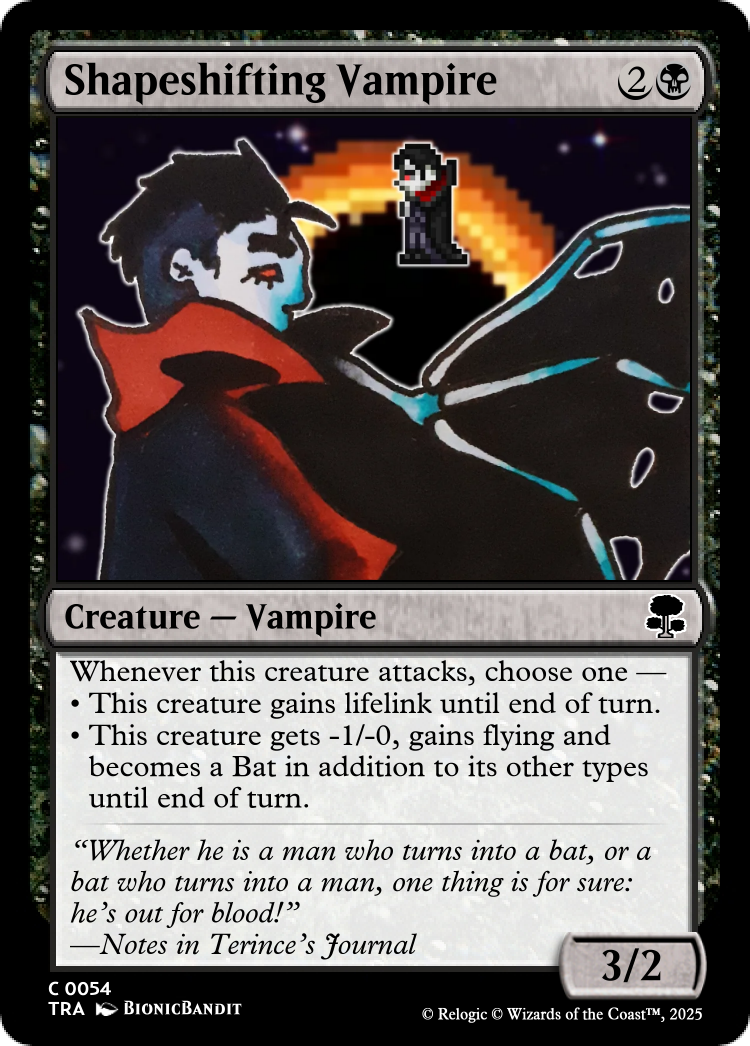 Shapeshifting Vampire 2
Creature — Vampire
Whenever this creature attacks, choose one —
• This creature gains lifelink until end of turn.
• This creature gets -1/-0, gains flying and
becomes a Bat in addition to its other types
until end of turn.
“Whether he is a man who turns into a bat, or a
bat who turns into a man, one thing is for sure:
he’s out for blood!”
—Notes in Terince’s Journal
3/2
C 0054
TRA BionicBandit
© Relogic © Wizards of the Coast™, 2025